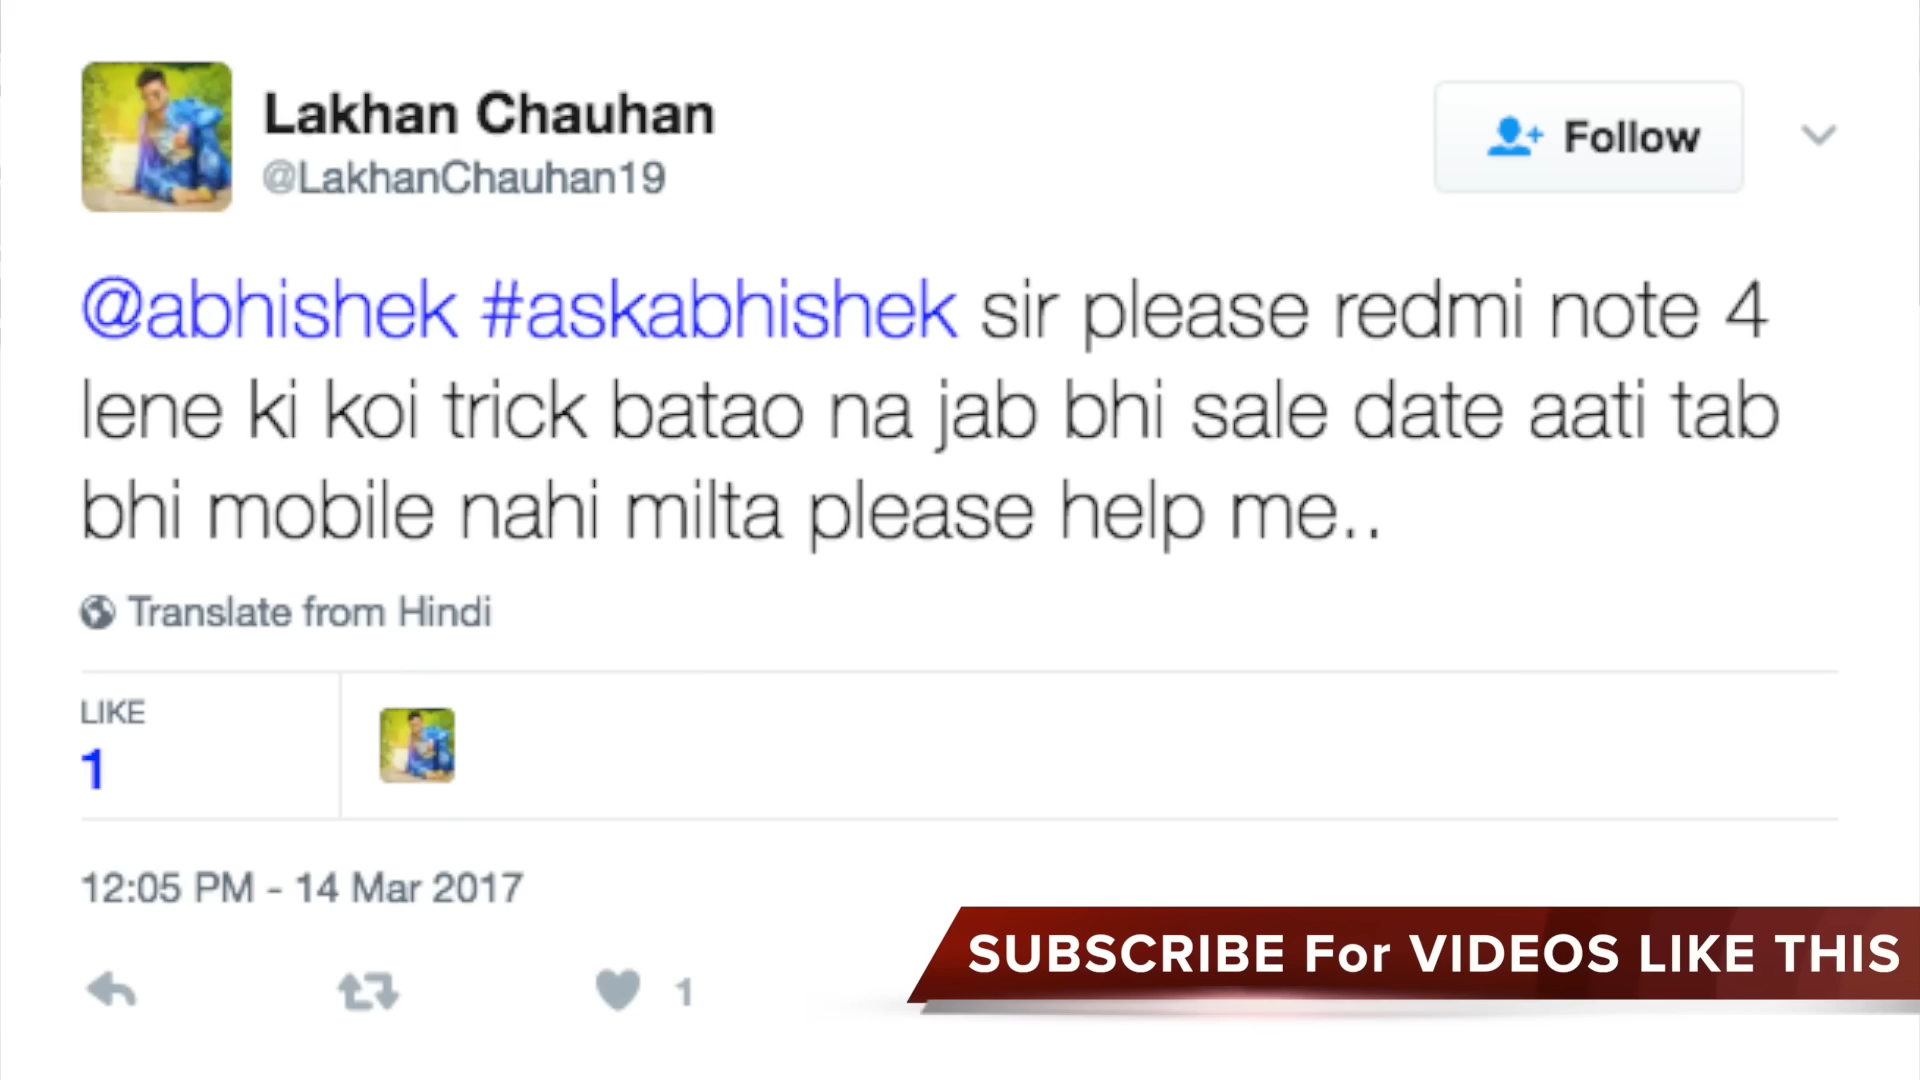 Lakhan Chauhan
@LakhanChauhan19
Follow
@abhishek #askabhishek sir please redmi note 4
lene ki koi trick batao na jab bhi sale date aati tab
bhi mobile nahi milta please help me..
Translate from Hindi
LIKE
1
12:05 PM - 14 Mar 2017
1
SUBSCRIBE For VIDEOS LIKE THIS